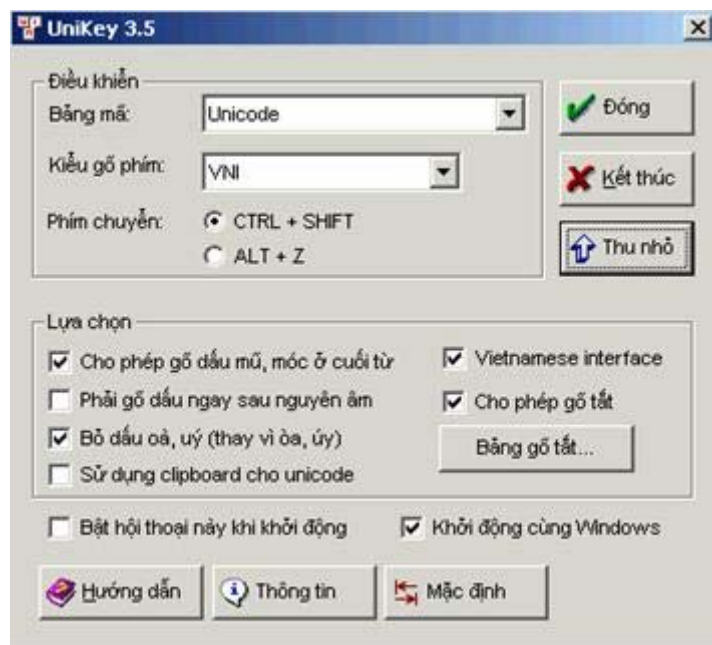 UniKey 3.5
Điều khiển
Bảng mã: Unicode
Đóng
Kiểu gõ phím: VNI
Kết thúc
Phím chuyển: CTRL + SHIFT
ALT + Z
Thu nhỏ
Lựa chọn
Cho phép gõ dấu mũ, móc ở cuối từ
Vietnamese interface
Phải gõ dấu ngay sau nguyên âm
Cho phép gõ tắt
Bỏ dấu oà, uý (thay vì òa, úy)
Bảng gõ tắt...
Sử dụng clipboard cho unicode
Bật hội thoại này khi khởi động
Khởi động cùng Windows
Hướng dẫn
Thông tin
Mặc định